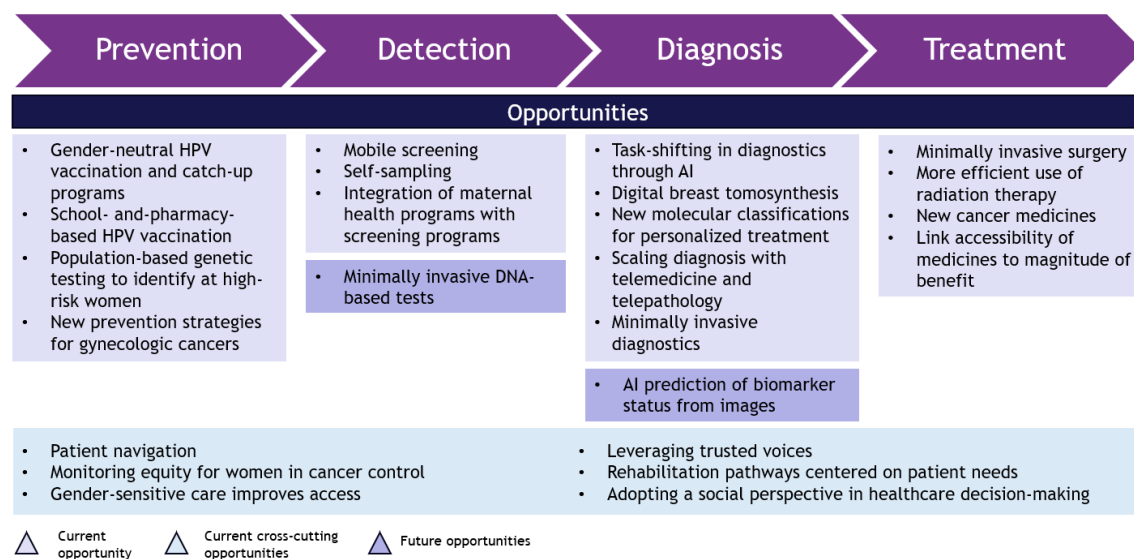 Prevention
Detection
Diagnosis
Treatment
Opportunities
• Gender-neutral HPV
vaccination and catch-up
programs
• School- and-pharmacy-
based HPV vaccination
• Population-based genetic
testing to identify at high-
risk women
• New prevention strategies
for gynecologic cancers
• Mobile screening
• Self-sampling
• Integration of maternal
health programs with
screening programs
• Minimally invasive DNA-
based tests
• Task-shifting in diagnostics
through AI
• Digital breast tomosynthesis
• New molecular classifications
for personalized treatment
• Scaling diagnosis with
telemedicine and
telepathology
• Minimally invasive
diagnostics
• AI prediction of biomarker
status from images
• Minimally invasive surgery
• More efficient use of
radiation therapy
• New cancer medicines
• Link accessibility of
medicines to magnitude of
benefit
• Patient navigation
• Monitoring equity for women in cancer control
• Gender-sensitive care improves access
• Leveraging trusted voices
• Rehabilitation pathways centered on patient needs
• Adopting a social perspective in healthcare decision-making
Current
opportunity
Current cross-cutting
opportunities
Future opportunities